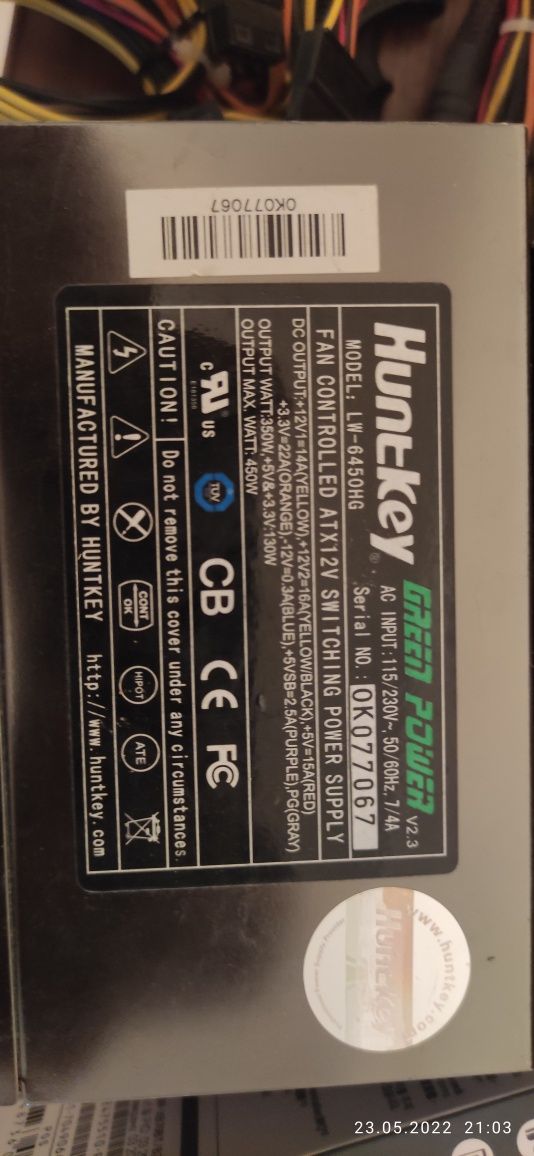 0K077067
Huntkey® GREEN POWER V2.3
MODEL: LW-6450HG
AC INPUT:115/230V~,50/60Hz,7/4A
Serial NO.: 0K077067
FAN CONTROLLED ATX12V SWITCHING POWER SUPPLY
DC OUTPUT:+12V1=14A(YELLOW),+12V2=16A(YELLOW/BLACK),+5V=15A(RED)
+3.3V=22A(ORANGE),-12V=0.3A(BLUE),+5VSB=2.5A(PURPLE),PG(GRAY)
OUTPUT WATT:350W,+5V&+3.3V:130W
OUTPUT MAX. WATT: 450W
c RU® US TUV CB CE FC
CAUTION! Do not remove this cover under any circumstances.
CONT OK HIPOT ATE
MANUFACTURED BY HUNTKEY http://www.huntkey.com
www.huntkey.com
Huntkey
23.05.2022 21:03